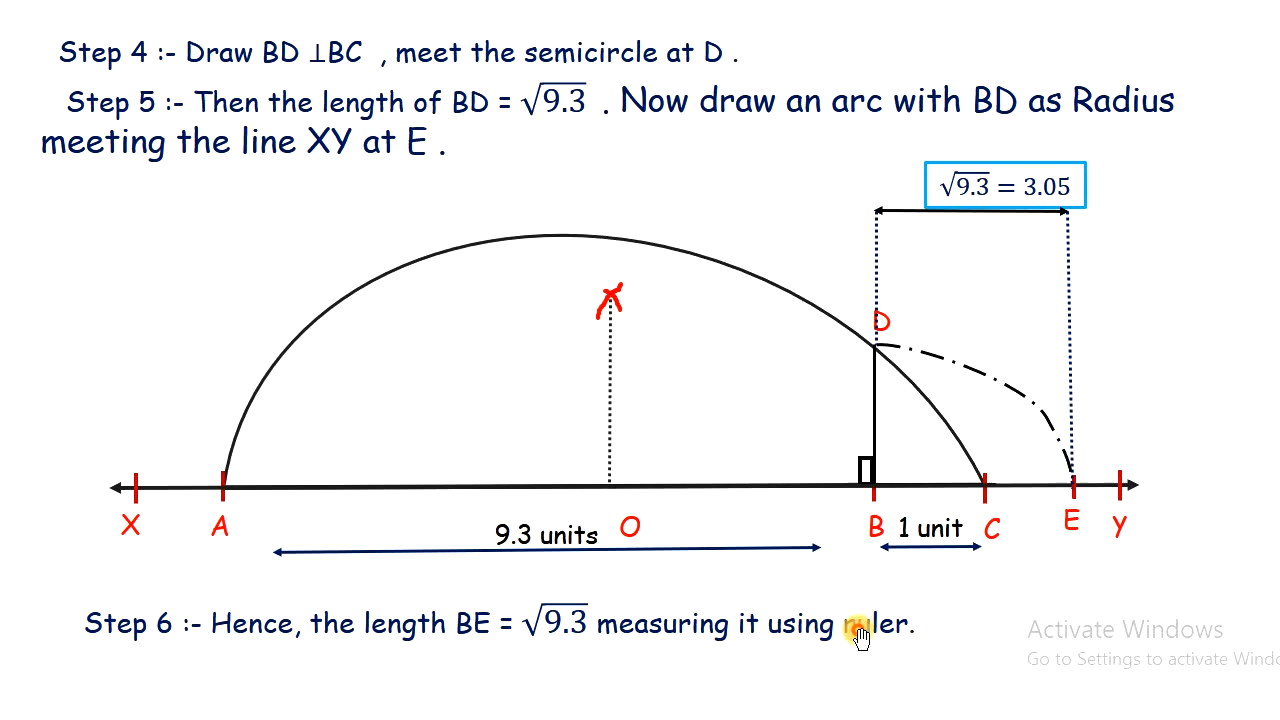 Step 4 :- Draw BD ⊥BC , meet the semicircle at D .
Step 5 :- Then the length of BD = √9.3 . Now draw an arc with BD as Radius
meeting the line XY at E .
√9.3 = 3.05
D
X A 9.3 units O B 1 unit C E y
Step 6 :- Hence, the length BE = √9.3 measuring it using ruler.
Activate Windows
Go to Settings to activate Windo